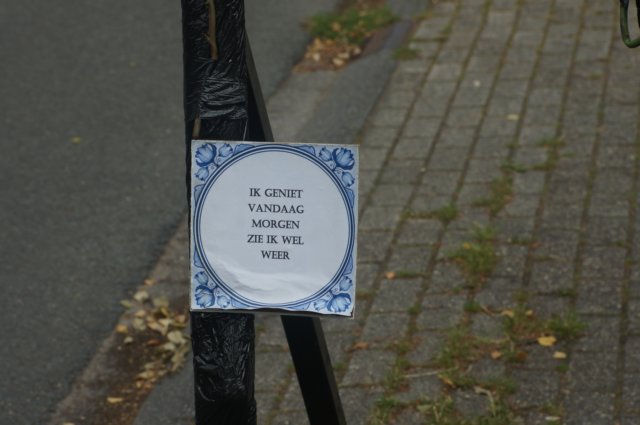 IK GENIET
VANDAAG
MORGEN
ZIE IK WEL
WEER